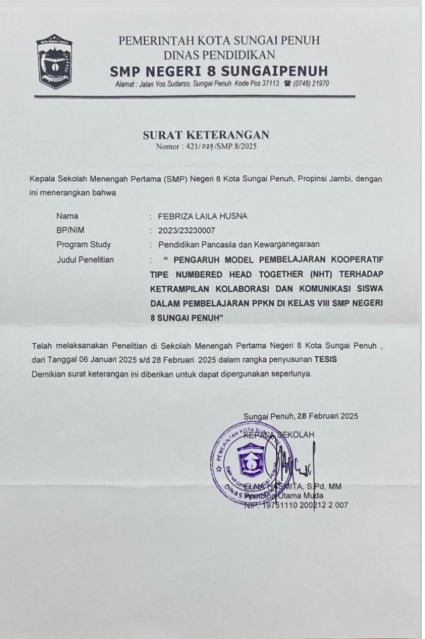 PEMERINTAH KOTA SUNGAI PENUH
DINAS PENDIDIKAN
SMP NEGERI 8 SUNGAIPENUH
Alamat : Jalan Yos Sudarso, Sungai Penuh Kode Pos 37113 ☎ (0748) 21970
SURAT KETERANGAN
Nomor : 421/029/SMP.8/2025
Kepala Sekolah Menengah Pertama (SMP) Negeri 8 Kota Sungai Penuh, Propinsi Jambi, dengan
ini menerangkan bahwa
Nama : FEBRIZA LAILA HUSNA
BP/NIM : 2023/23230007
Program Study : Pendidikan Pancasila dan Kewarganegaraan
Judul Penelitian : “ PENGARUH MODEL PEMBELAJARAN KOOPERATIF
TIPE NUMBERED HEAD TOGETHER (NHT) TERHADAP
KETRAMPILAN KOLABORASI DAN KOMUNIKASI SISWA
DALAM PEMBELAJARAN PPKN DI KELAS VIII SMP NEGERI
8 SUNGAI PENUH”
Telah melaksanakan Penelitian di Sekolah Menengah Pertama Negeri 8 Kota Sungai Penuh ,
dari Tanggal 06 Januari 2025 s/d 28 Februari 2025 dalam rangka penyusunan TESIS
Demikian surat keterangan ini diberikan untuk dapat dipergunakan seperlunya.
Sungai Penuh, 28 Februari 2025
KEPALA SEKOLAH
PEMERINTAH KOTA SUNGAI
DINAS
S.Pd, MM
Pembina Utama Muda
NIP. 19751110 200212 2 007